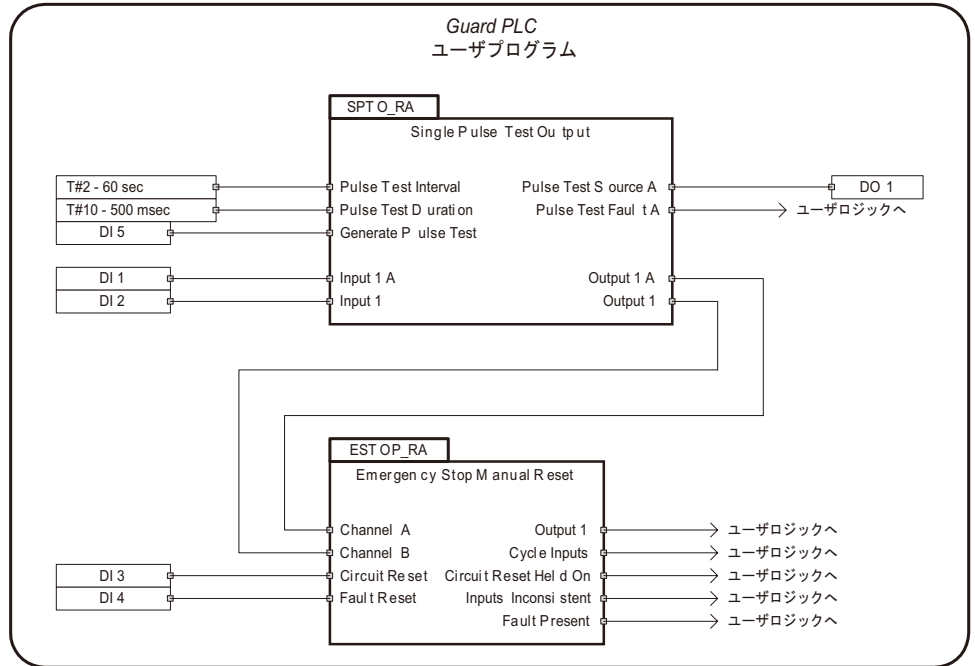 Guard PLC
ユーザプログラム
SPTO_RA
Single Pulse Test Output
T#2 - 60 sec
Pulse Test Interval
Pulse Test Source A
DO 1
T#10 - 500 msec
Pulse Test Duration
Pulse Test Fault A
ユーザロジックへ
DI 5
Generate Pulse Test
DI 1
Input 1 A
Output 1 A
DI 2
Input 1
Output 1
ESTOP_RA
Emergency Stop Manual Reset
Channel A
Output 1
ユーザロジックへ
Channel B
Cycle Inputs
ユーザロジックへ
DI 3
Circuit Reset
Circuit Reset Held On
ユーザロジックへ
DI 4
Fault Reset
Inputs Inconsistent
ユーザロジックへ
Fault Present
ユーザロジックへ